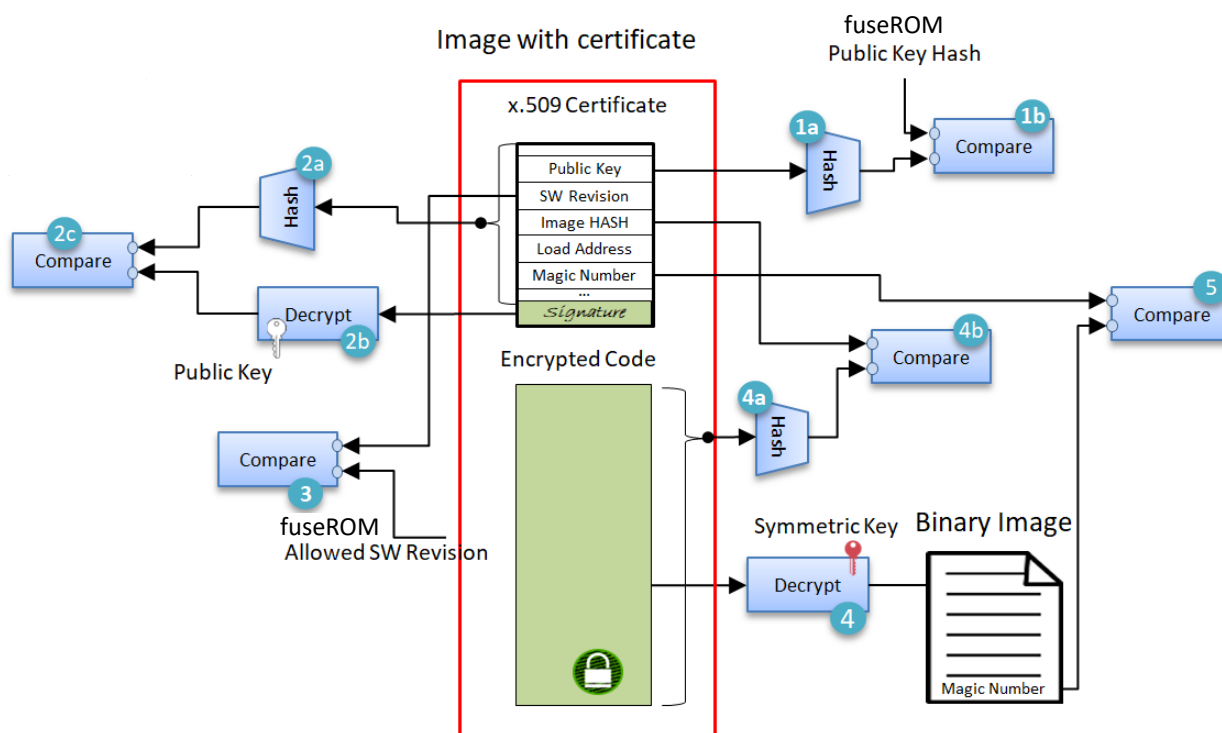 fuseROM
Public Key Hash
Image with certificate
x.509 Certificate
1a
Hash
1b
Compare
Public Key
SW Revision
Image HASH
Load Address
Magic Number
...
Signature
2a
Hash
2c
Compare
Decrypt
2b
Public Key
5
Compare
4b
Compare
4a
Hash
Encrypted Code
Compare
3
fuseROM
Allowed SW Revision
Symmetric Key
Decrypt
4
Binary Image
Magic Number